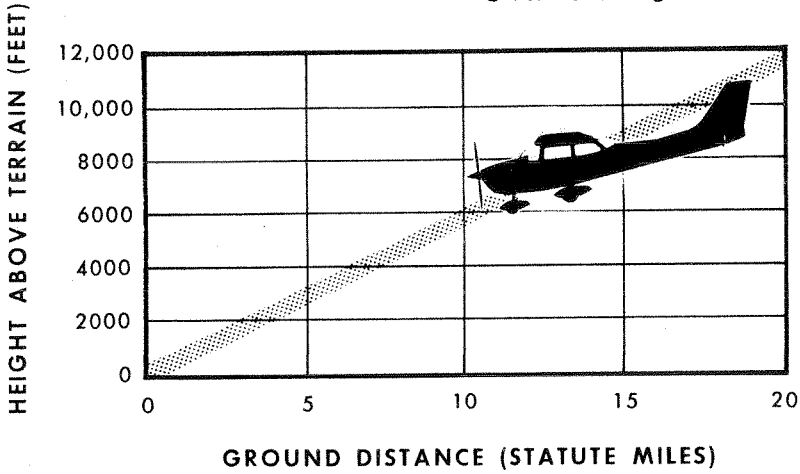 HEIGHT ABOVE TERRAIN (FEET)
12,000
10,000
8000
6000
4000
2000
0
0 5 10 15 20
GROUND DISTANCE (STATUTE MILES)